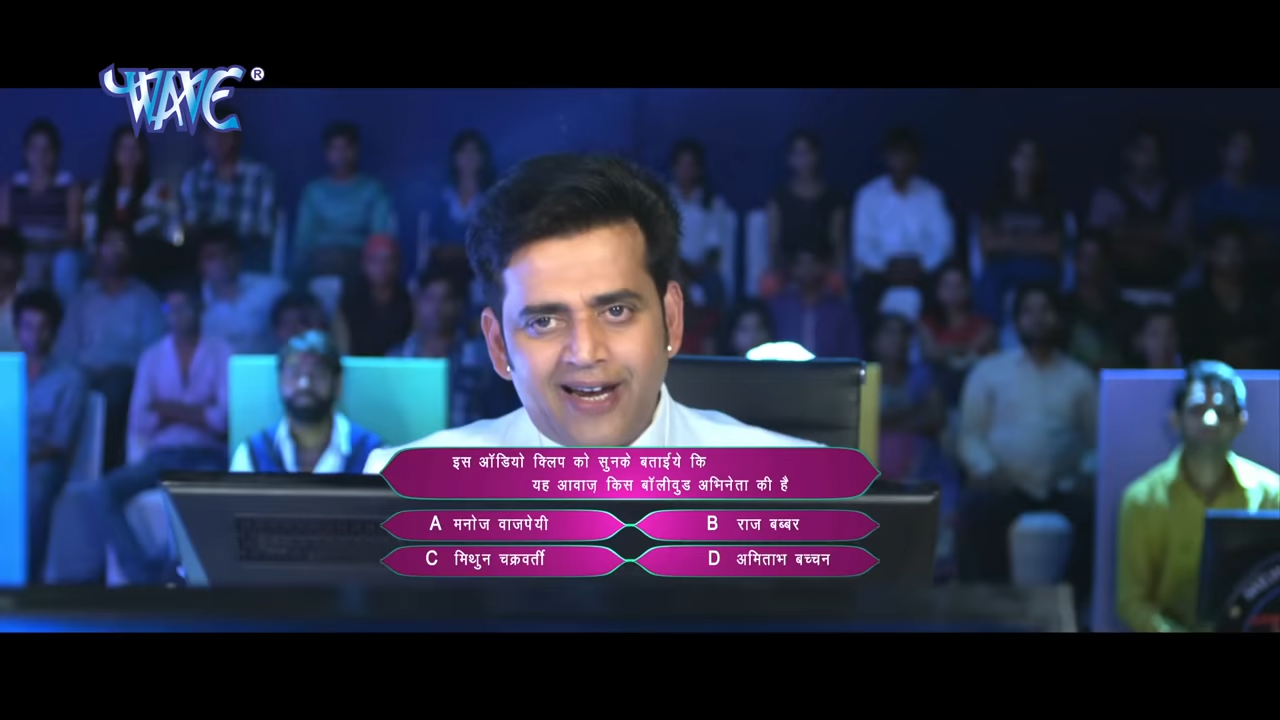 WAVE ®
इस ऑडियो क्लिप को सुनके बताईये कि
यह आवाज़ किस बॉलीवुड अभिनेता की है
A मनोज वाजपेयी
B राज बब्बर
C मिथुन चक्रवर्ती
D अमिताभ बच्चन